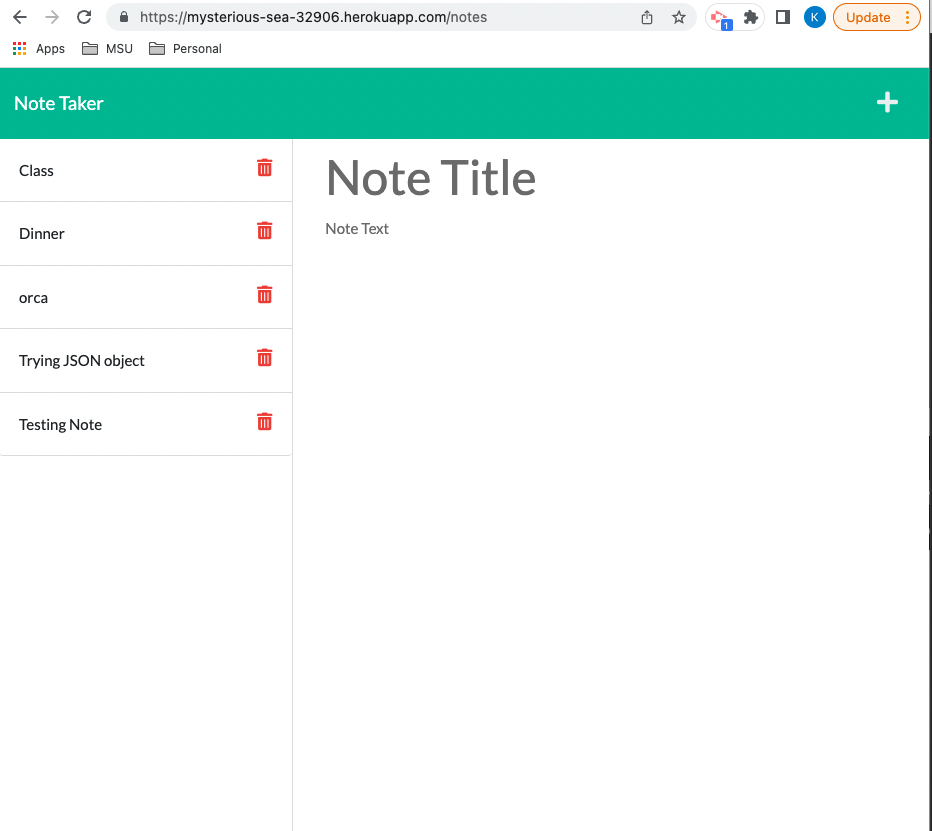 https://mysterious-sea-32906.herokuapp.com/notes
1
K
Update
Apps
MSU
Personal
Note Taker
Class
Dinner
orca
Trying JSON object
Testing Note
Note Title
Note Text